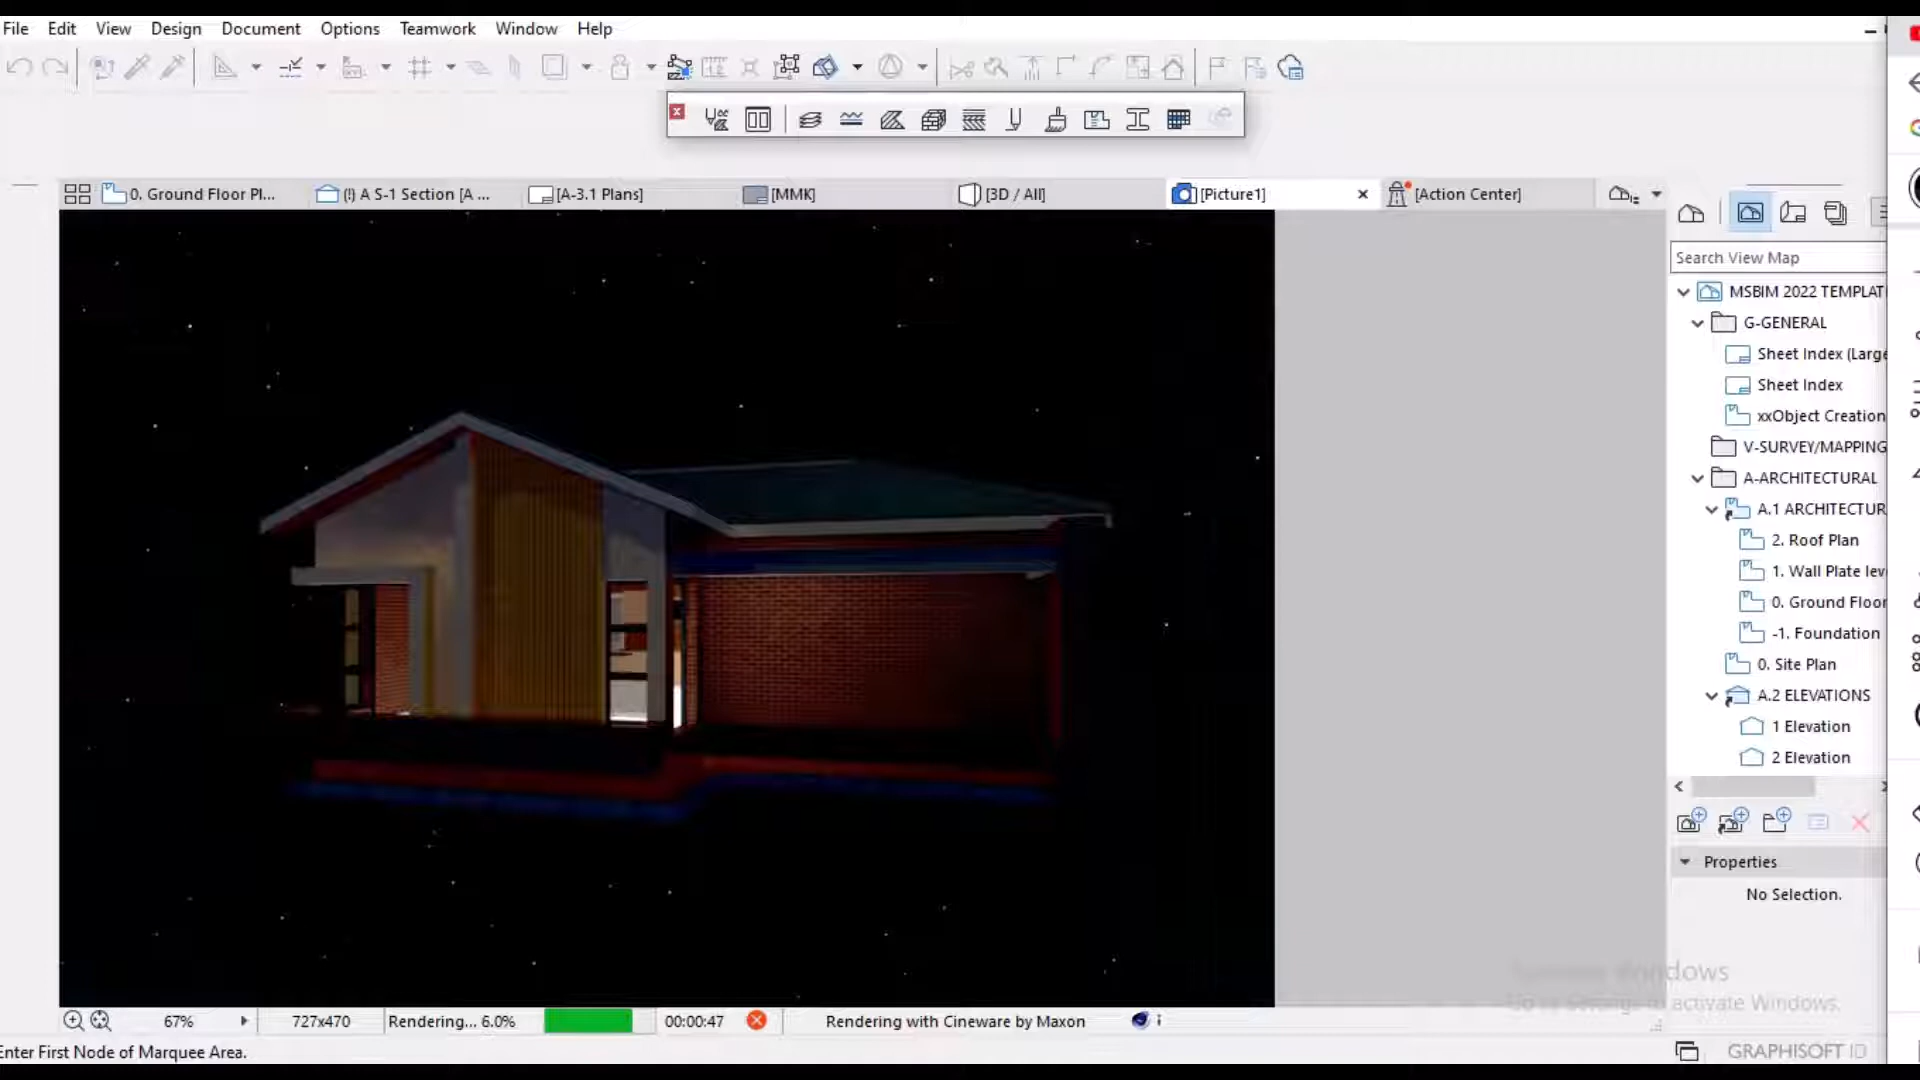 File Edit View Design Document Options Teamwork Window Help
0. Ground Floor Pl...
(!) A S-1 Section [A ...
[A-3.1 Plans]
[MMK]
[3D / All]
[Picture1]
[Action Center]
Search View Map
MSBIM 2022 TEMPLAT
G-GENERAL
Sheet Index (Large
Sheet Index
xxObject Creation
V-SURVEY/MAPPING
A-ARCHITECTURAL
A.1 ARCHITECTUR
2. Roof Plan
1. Wall Plate lev
0. Ground Floor
-1. Foundation
0. Site Plan
A.2 ELEVATIONS
1 Elevation
2 Elevation
Properties
No Selection.
activate Windows.
67%
727x470
Rendering... 6.0%
00:00:47
Rendering with Cineware by Maxon
Enter First Node of Marquee Area.
GRAPHISOFT ID